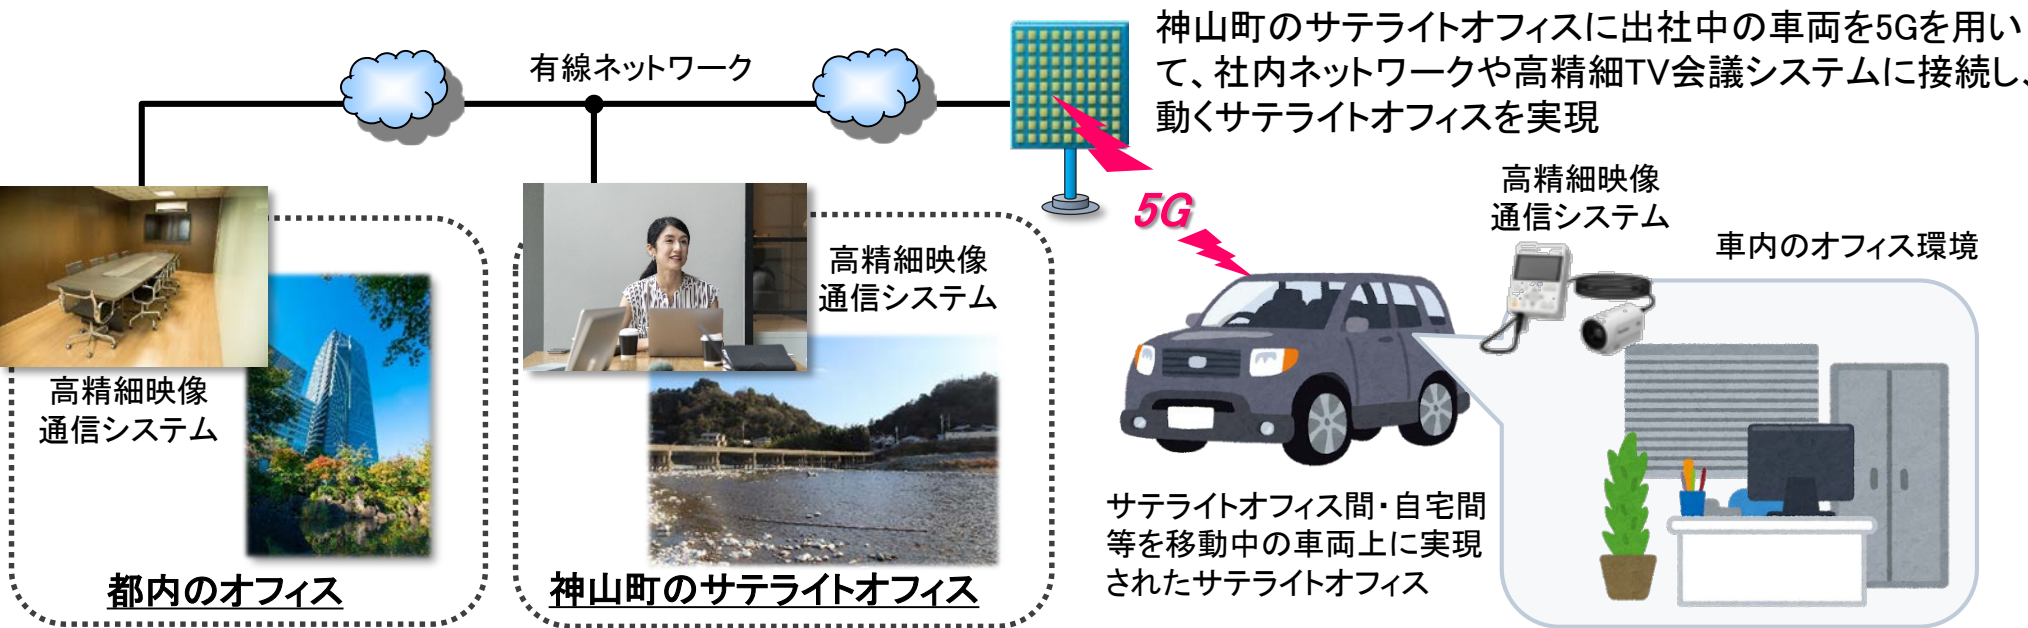 有線ネットワーク
神山町のサテライトオフィスに出社中の車両を5Gを用い
て、社内ネットワークや高精細TV会議システムに接続し、
動くサテライトオフィスを実現
5G
高精細映像
通信システム
車内のオフィス環境
高精細映像
通信システム
高精細映像
通信システム
サテライトオフィス間・自宅間
等を移動中の車両上に実現
されたサテライトオフィス
都内のオフィス
神山町のサテライトオフィス